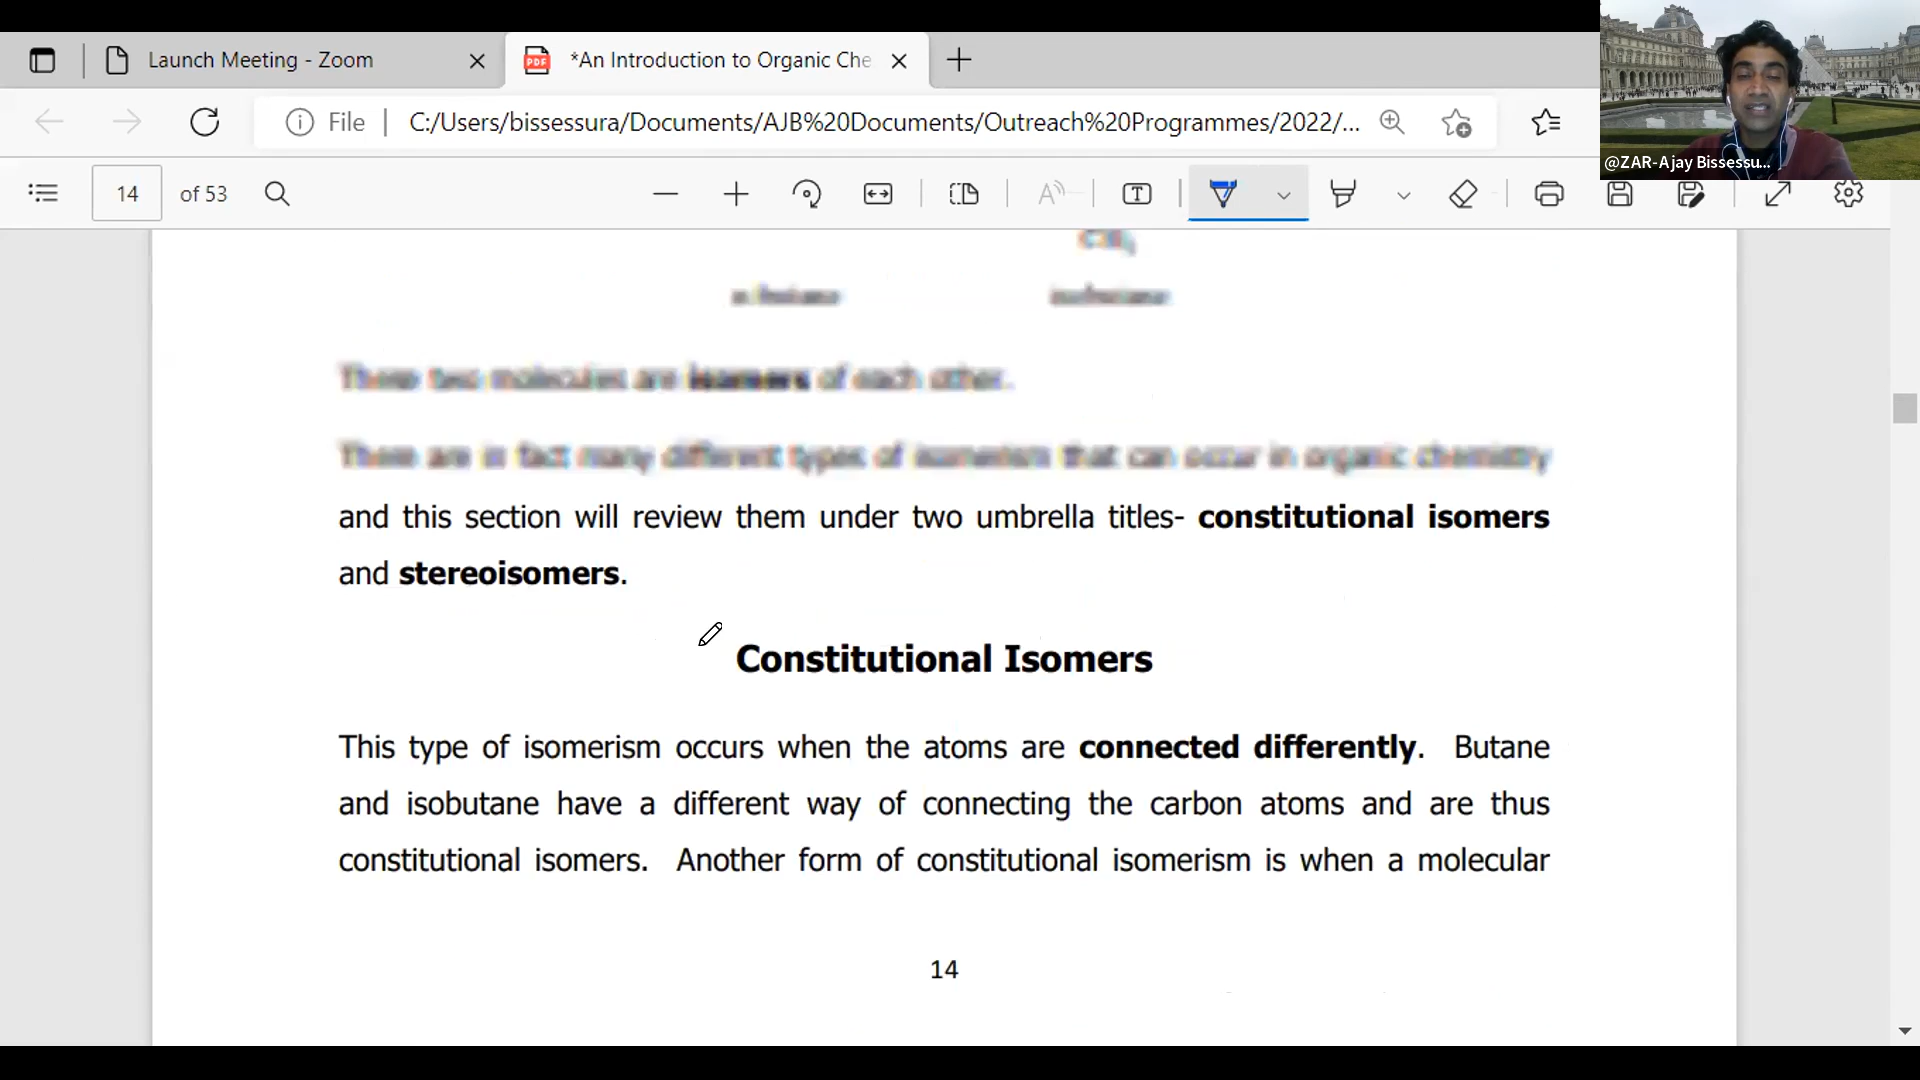 Launch Meeting - Zoom
*An Introduction to Organic Che
File
C:/Users/bissessura/Documents/AJB%20Documents/Outreach%20Programmes/2022/...
@ZAR-Ajay Bissessu...
14 of 53
CH3
n-butane isobutane
These two molecules are isomers of each other.
There are in fact many different types of isomerism that can occur in organic chemistry
and this section will review them under two umbrella titles- constitutional isomers
and stereoisomers.
Constitutional Isomers
This type of isomerism occurs when the atoms are connected differently. Butane
and isobutane have a different way of connecting the carbon atoms and are thus
constitutional isomers. Another form of constitutional isomerism is when a molecular
14